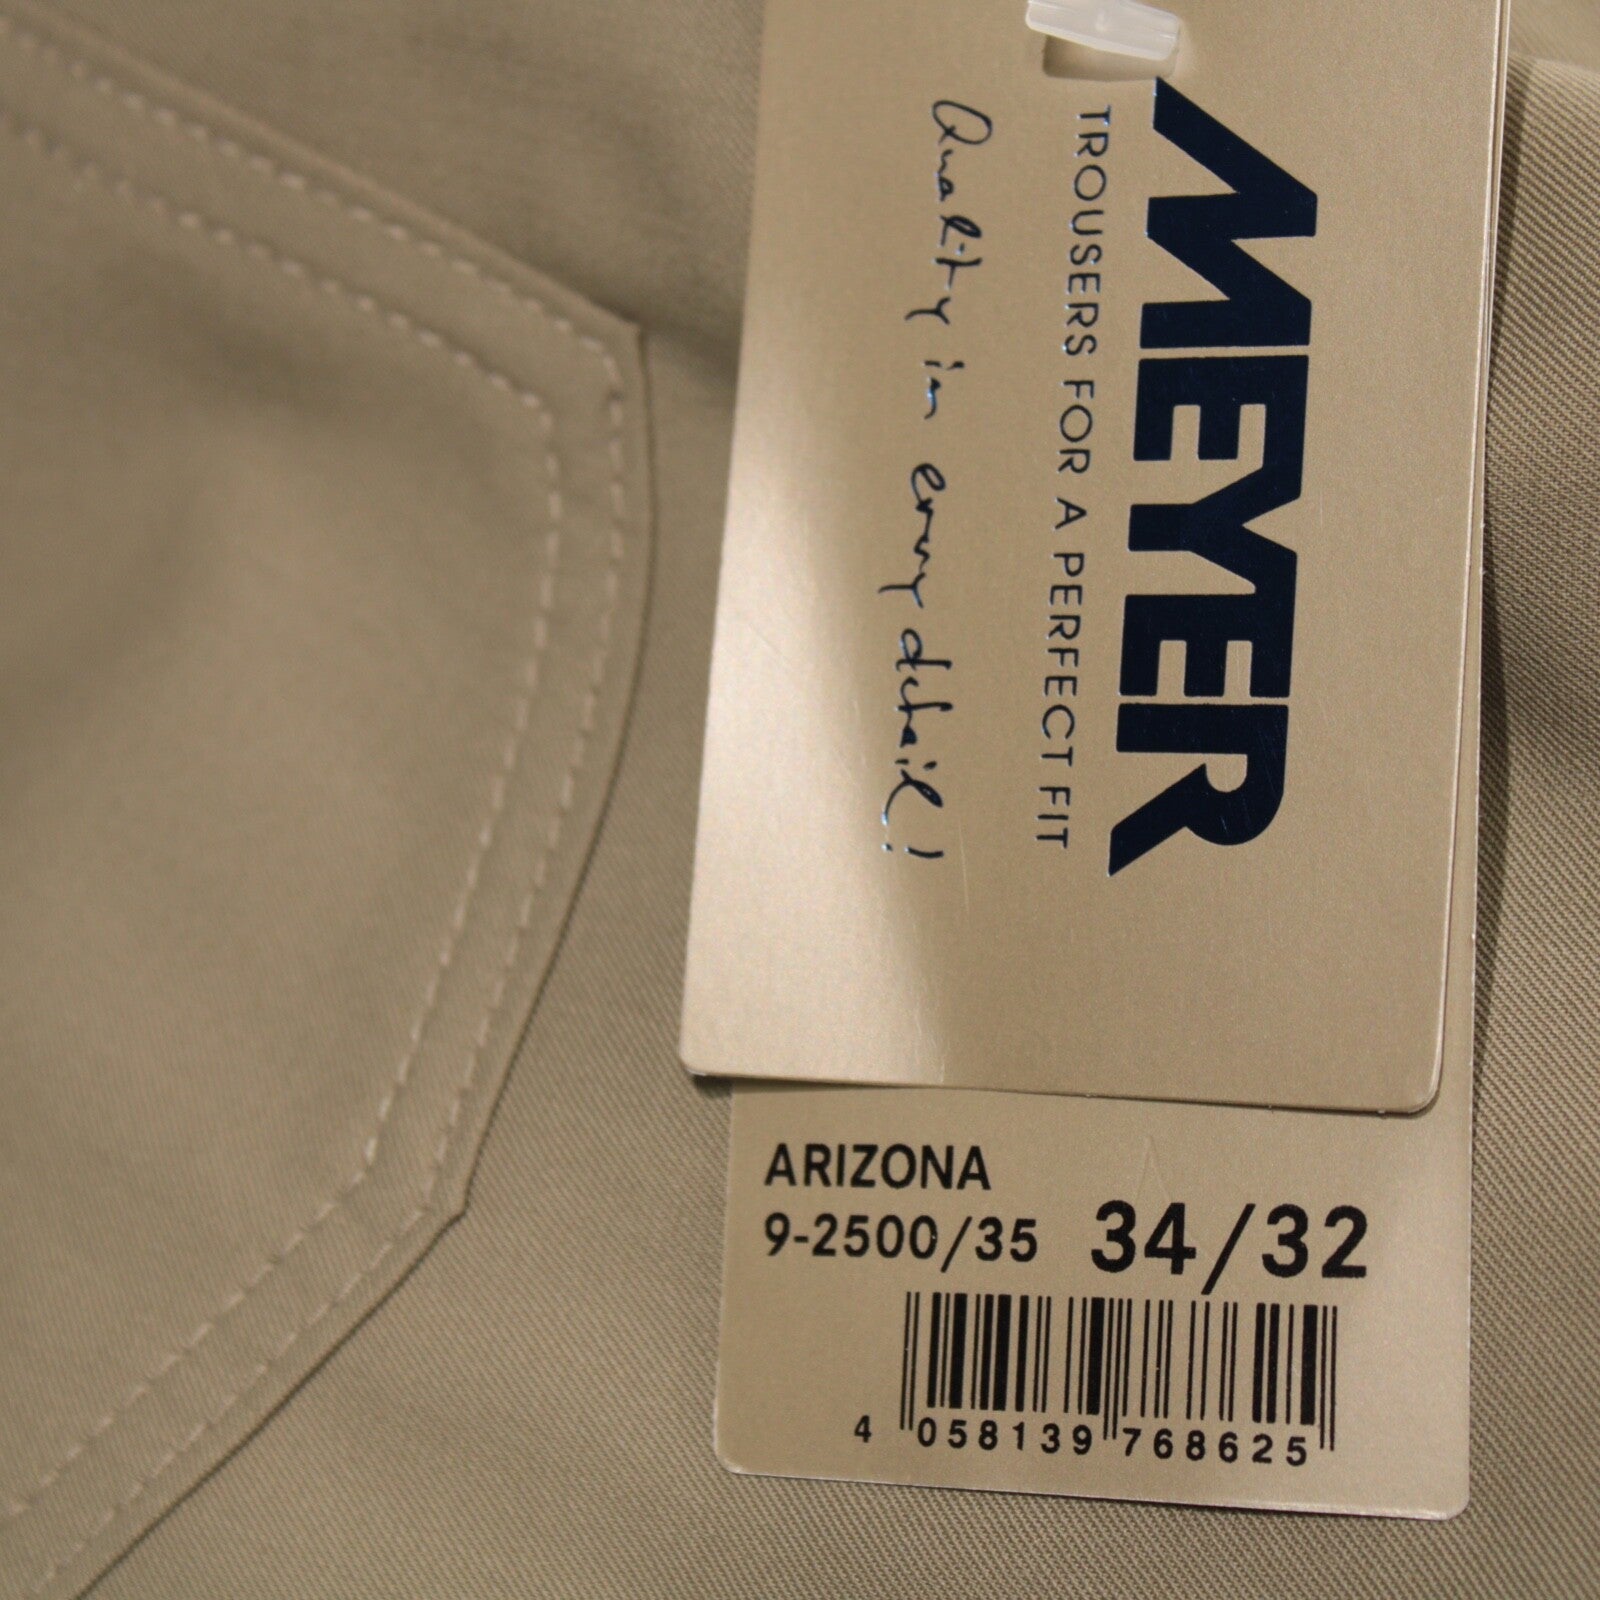 MEYER
TROUSERS FOR A PERFECT FIT
Quality in every detail!
ARIZONA
9-2500/35 34/32
4 058139 768625